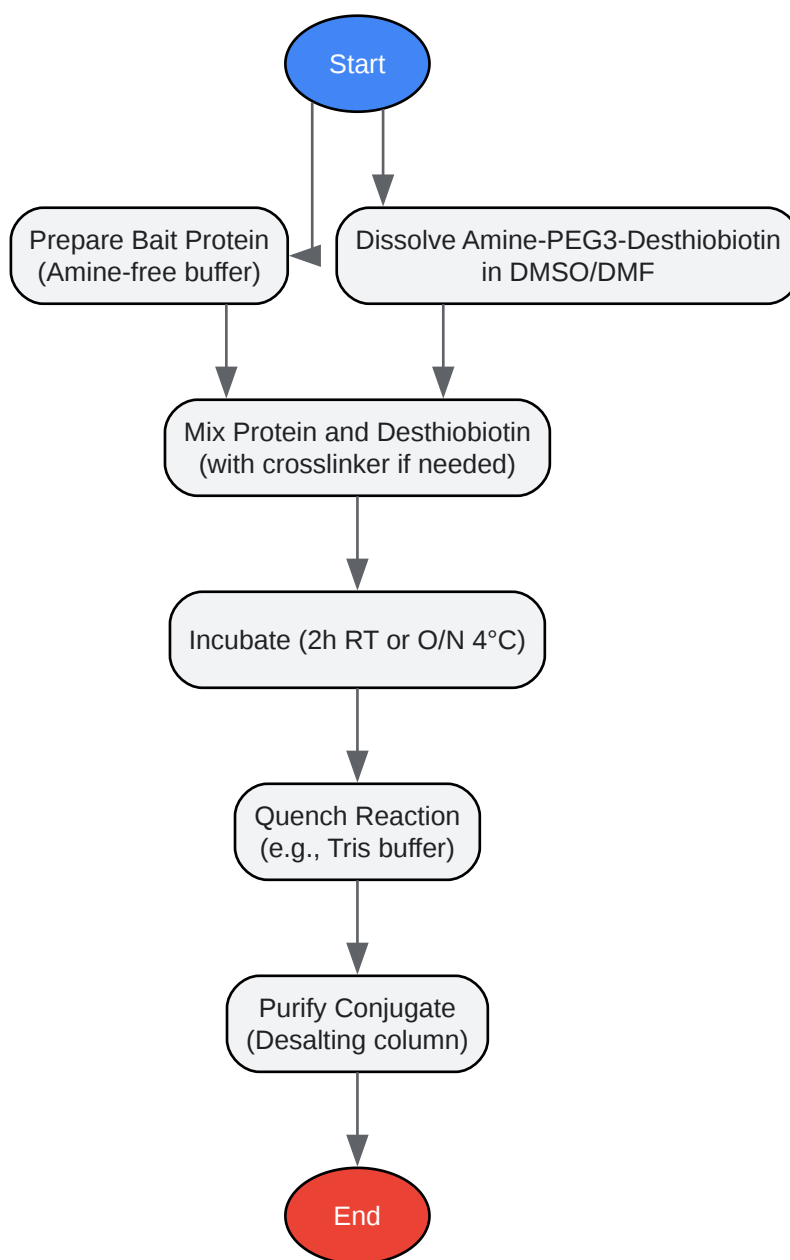 Start
Prepare Bait Protein
(Amine-free buffer)
Dissolve Amine-PEG3-Desthiobiotin
in DMSO/DMF
Mix Protein and Desthiobiotin
(with crosslinker if needed)
Incubate (2h RT or O/N 4°C)
Quench Reaction
(e.g., Tris buffer)
Purify Conjugate
(Desalting column)
End